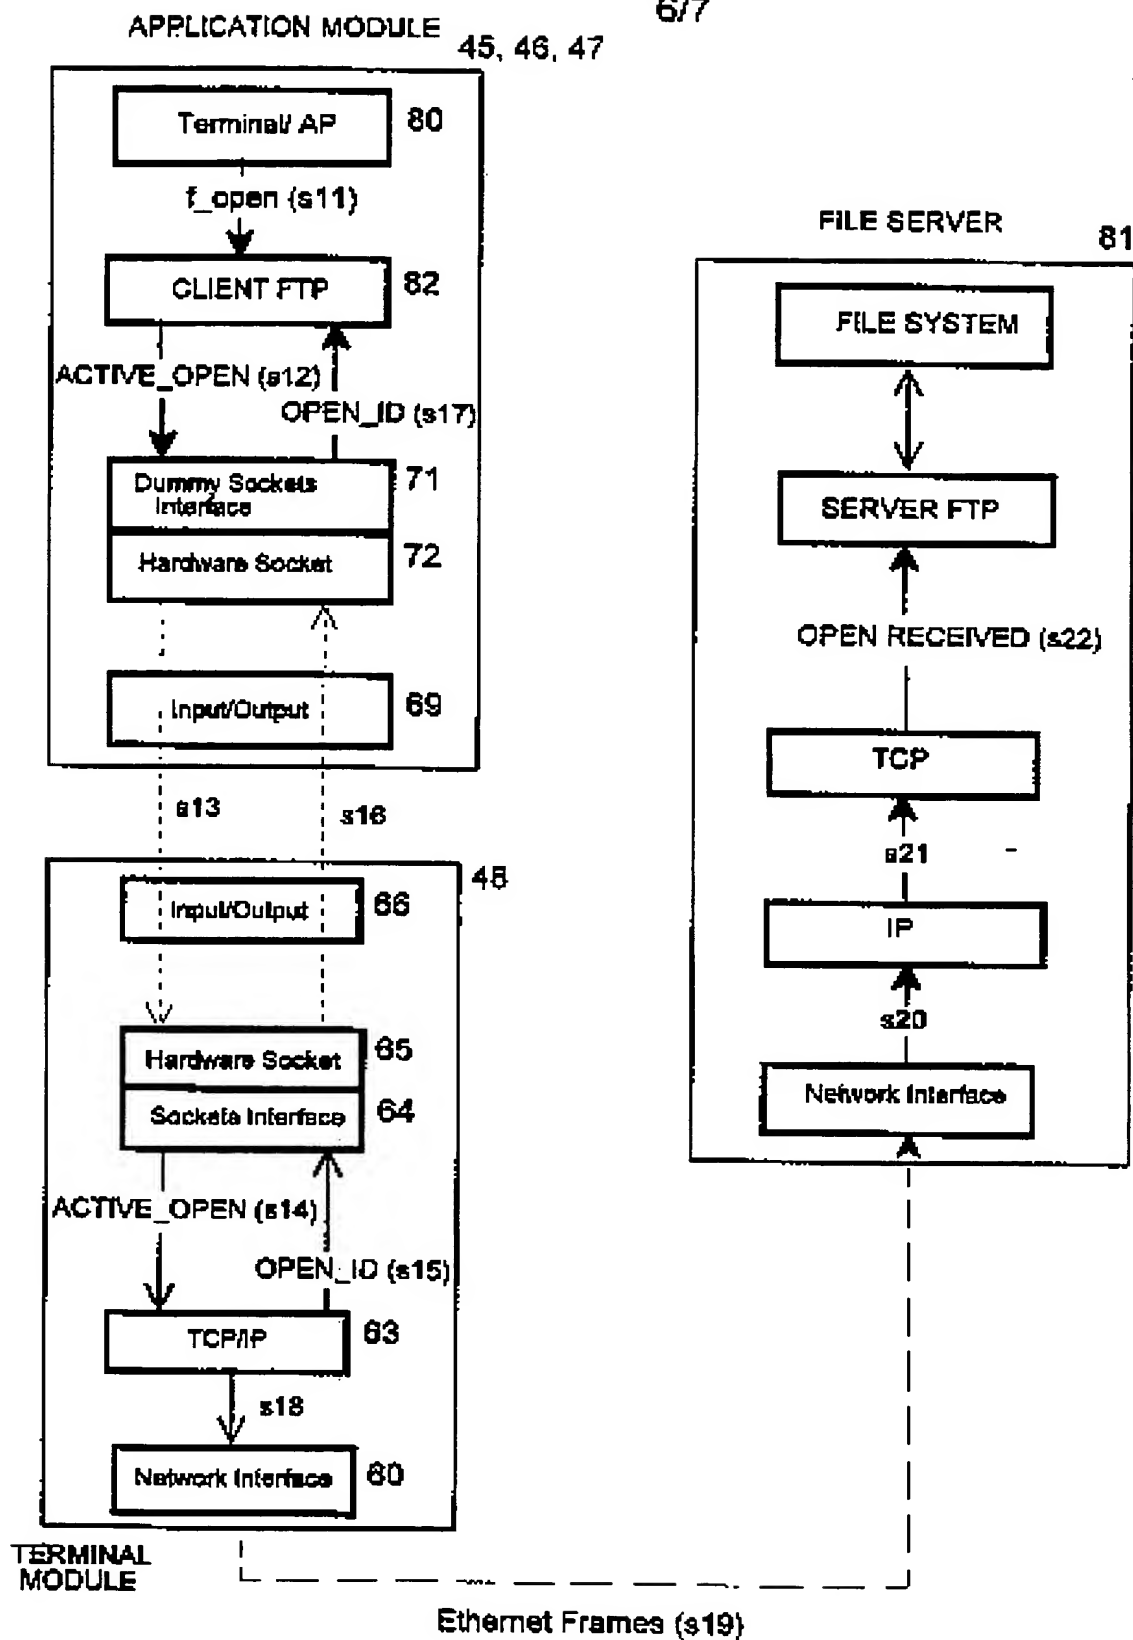 6/7
APPLICATION MODULE
45, 46, 47
Terminal/ AP
80
f_open (s11)
CLIENT FTP
82
ACTIVE_OPEN (s12)
OPEN_ID (s17)
Dummy Sockets
Interface
71
Hardware Socket
72
Input/Output
69
s13
s16
48
Input/Output
66
Hardware Socket
65
Sockets Interface
64
ACTIVE_OPEN (s14)
OPEN_ID (s15)
TCP/IP
63
s18
Network Interface
60
TERMINAL
MODULE
Ethernet Frames (s19)
FILE SERVER
81
FILE SYSTEM
SERVER FTP
OPEN RECEIVED (s22)
TCP
s21
IP
s20
Network Interface